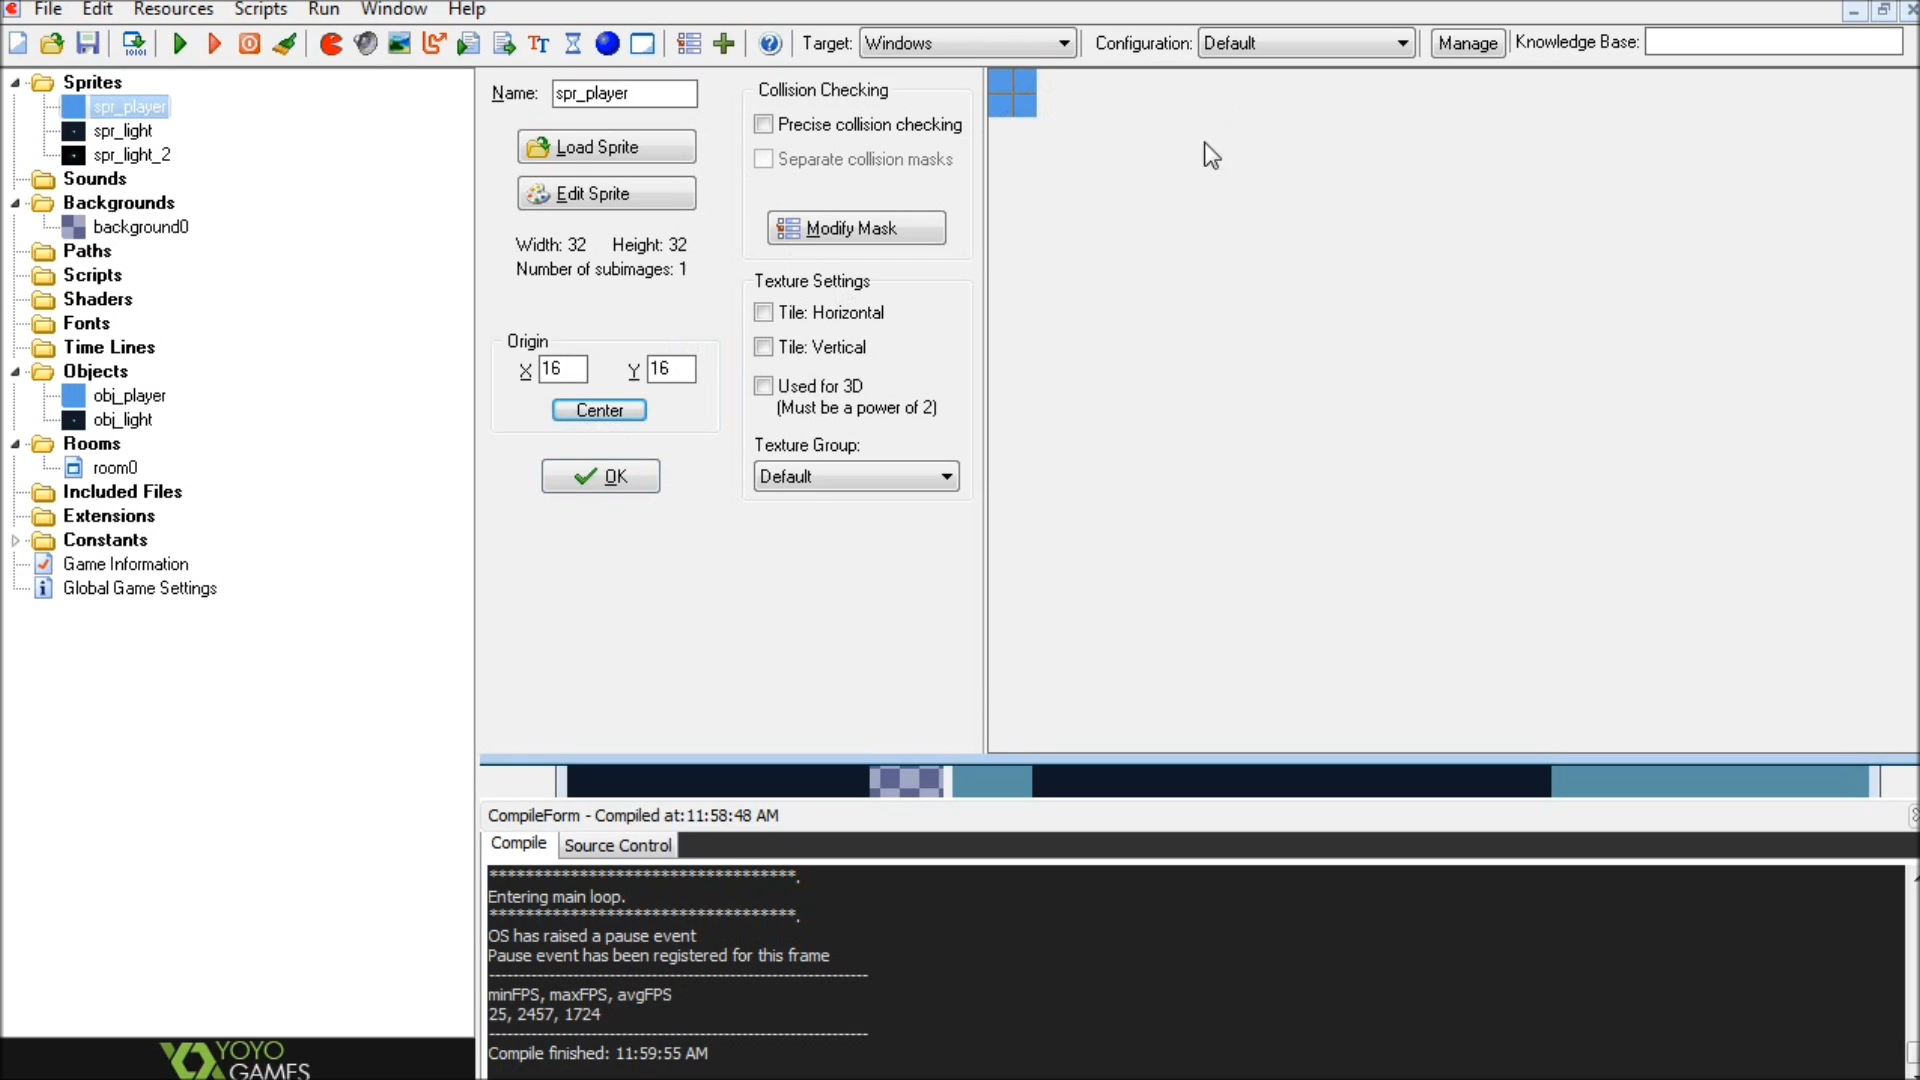 File Edit Resources Scripts Run Window Help
Target: Windows Configuration: Default Manage Knowledge Base:
Sprites
spr_player
spr_light
spr_light_2
Sounds
Backgrounds
background0
Paths
Scripts
Shaders
Fonts
Time Lines
Objects
obj_player
obj_light
Rooms
room0
Included Files
Extensions
Constants
Game Information
Global Game Settings
YOYO
GAMES
Name: spr_player
Load Sprite
Edit Sprite
Width: 32 Height: 32
Number of subimages: 1
Origin
X 16 Y 16
Center
OK
Collision Checking
Precise collision checking
Separate collision masks
Modify Mask
Texture Settings
Tile: Horizontal
Tile: Vertical
Used for 3D
(Must be a power of 2)
Texture Group:
Default
CompileForm - Compiled at:11:58:48 AM
Compile Source Control
***********************************.
Entering main loop.
***********************************.
OS has raised a pause event
Pause event has been registered for this frame
------------------------------------------------------------
minFPS, maxFPS, avgFPS
25, 2457, 1724
------------------------------------------------------------
Compile finished: 11:59:55 AM